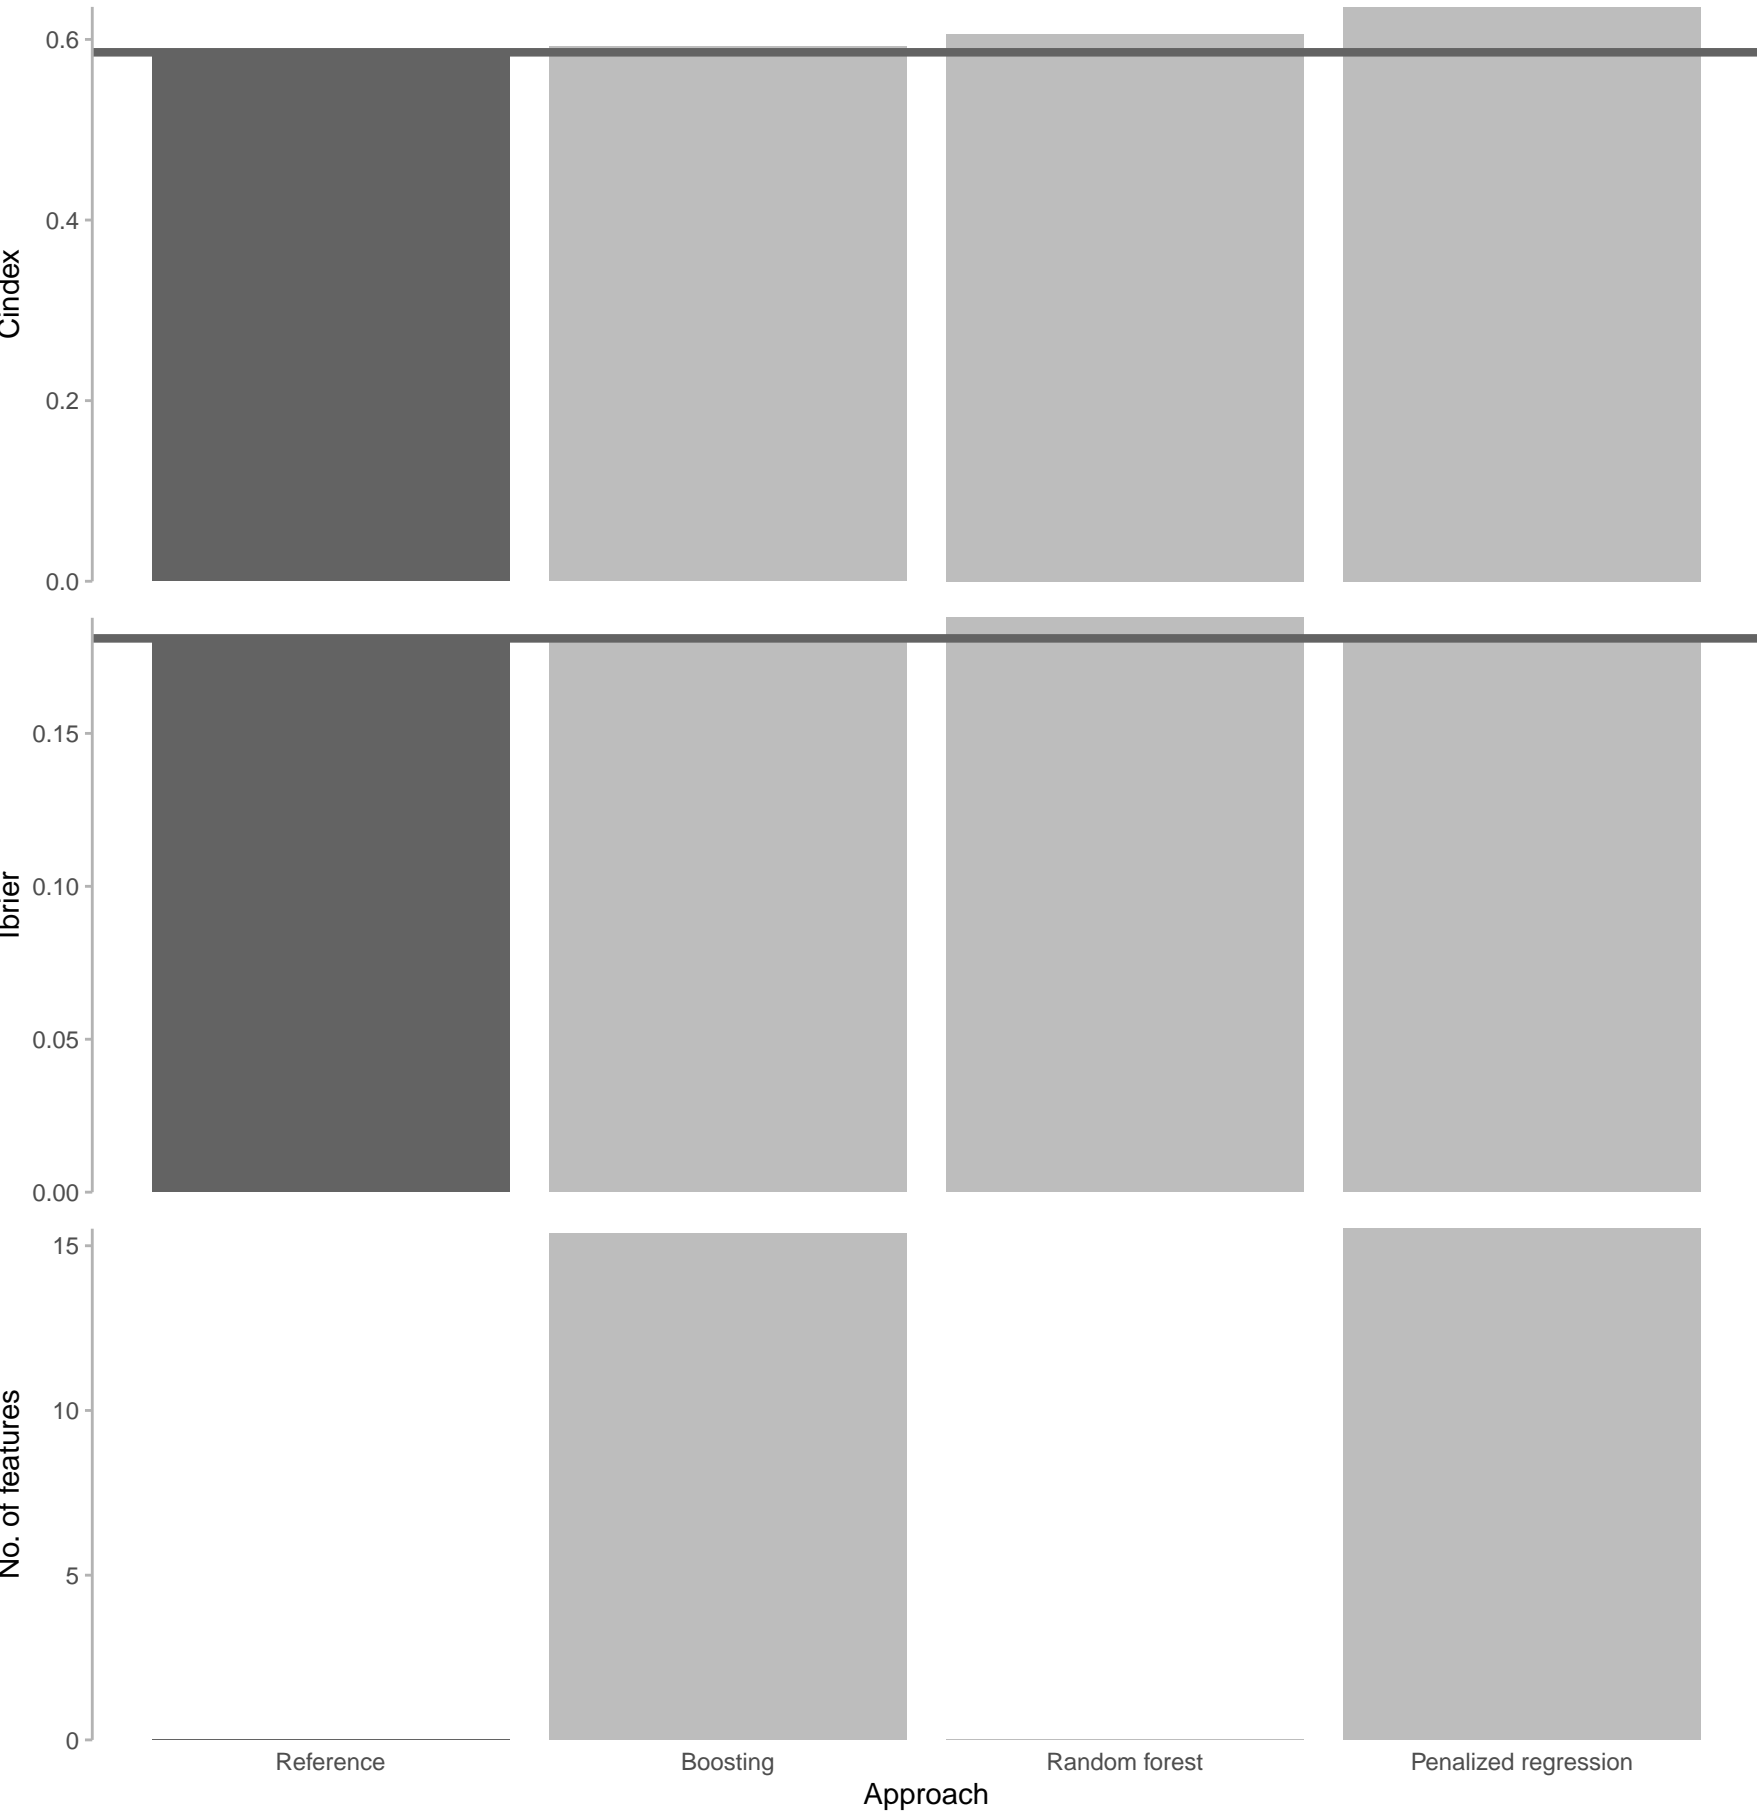 Cindex
0.6
0.4
0.2
0.0
Ibrier
0.15
0.10
0.05
0.00
No. of features
15
10
5
0
Reference Boosting Random forest Penalized regression
Approach